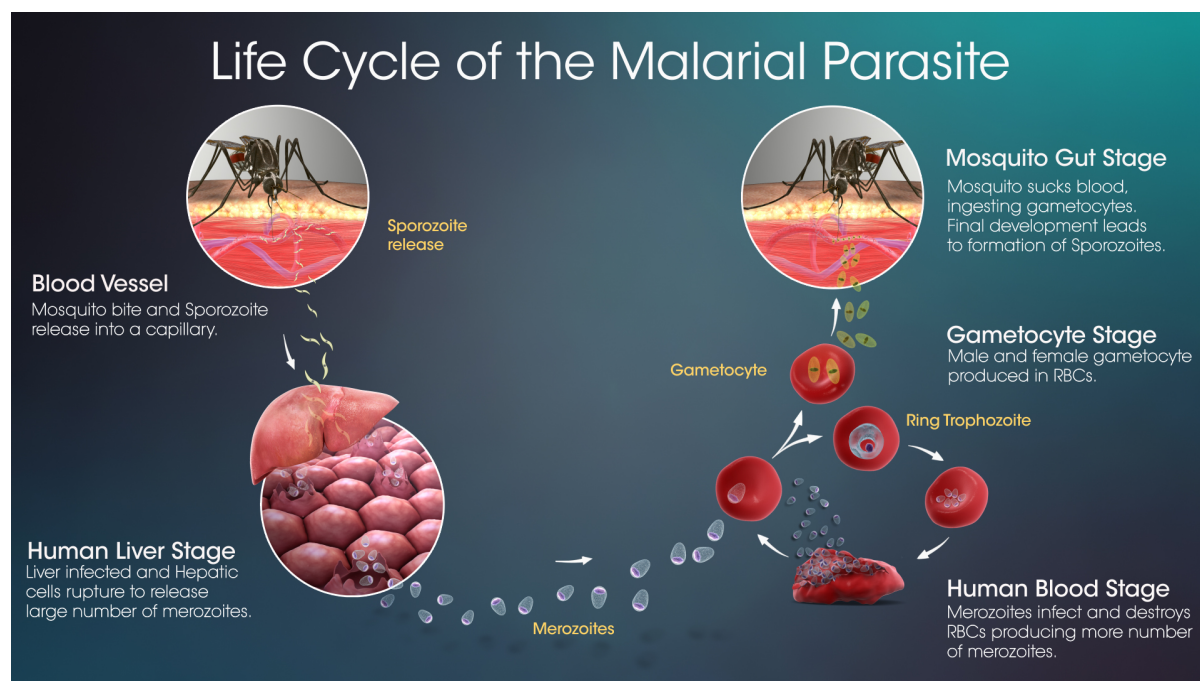 Life Cycle of the Malarial Parasite
Sporozoite
release
Blood Vessel
Mosquito bite and Sporozoite
release into a capillary.
Human Liver Stage
Liver infected and Hepatic
cells rupture to release
large number of merozoites.
Merozoites
Mosquito Gut Stage
Mosquito sucks blood,
ingesting gametocytes.
Final development leads
to formation of Sporozoites.
Gametocyte Stage
Male and female gametocyte
produced in RBCs.
Gametocyte
Ring Trophozoite
Human Blood Stage
Merozoites infect and destroys
RBCs producing more number
of merozoites.